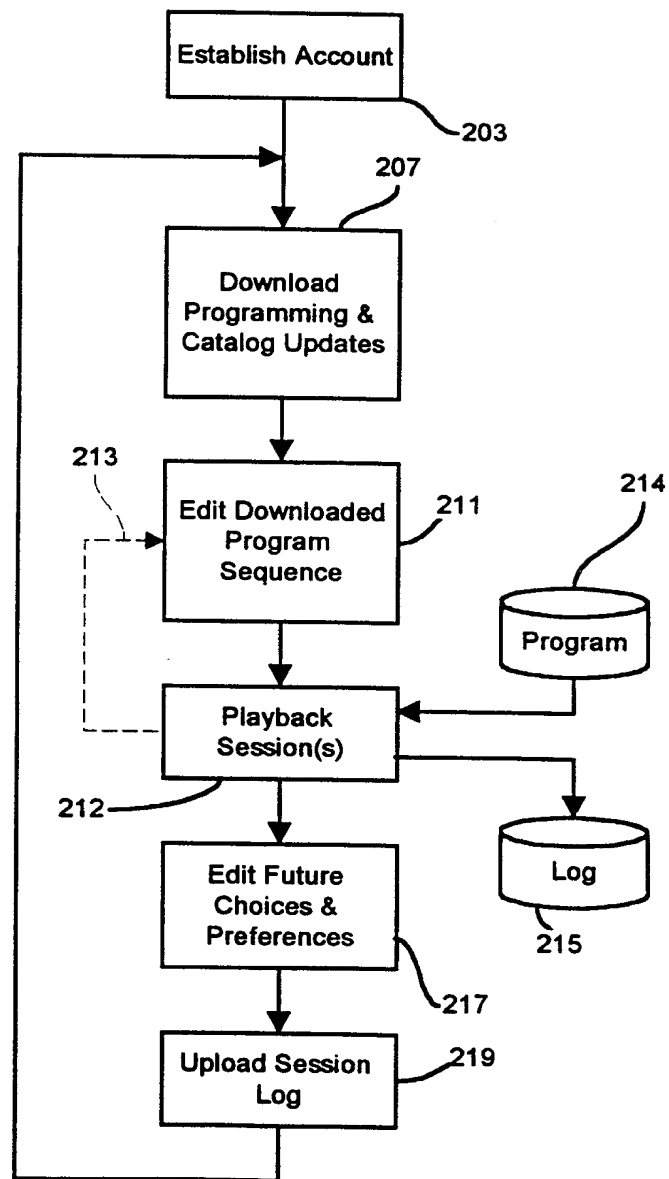 Establish Account
203
207
Download
Programming &
Catalog Updates
213
Edit Downloaded
Program
Sequence
211
214
Program
Playback
Session(s)
212
Log
215
Edit Future
Choices &
Preferences
217
Upload Session
Log
219